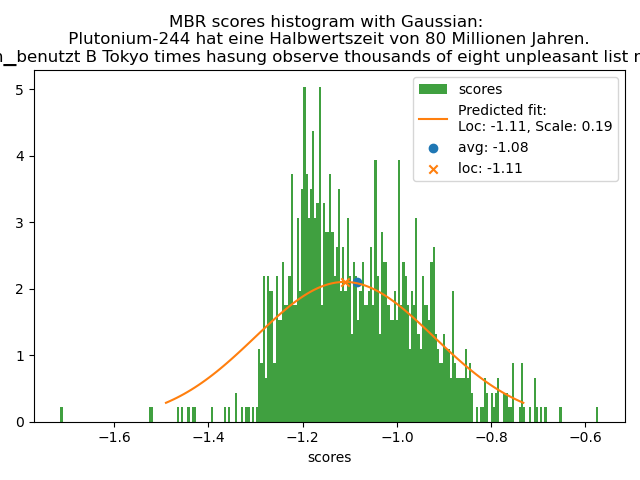 MBR scores histogram with Gaussian:
Plutonium-244 hat eine Halbwertszeit von 80 Millionen Jahren.
benutzt B Tokyo times hasung observe thousands of eight unpleasant list
scores
Predicted fit:
Loc: -1.11, Scale: 0.19
avg: -1.08
loc: -1.11
5
4
3
2
1
0
−1.6 −1.4 −1.2 −1.0 −0.8 −0.6
scores